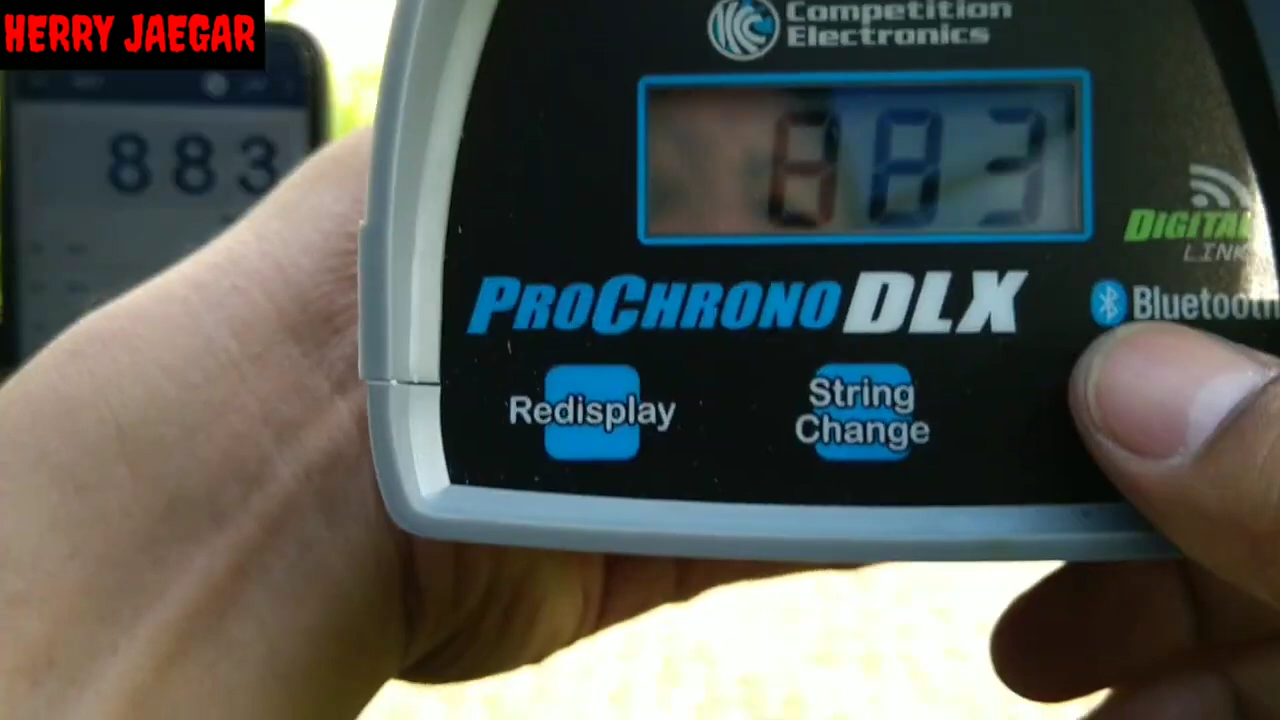 HERRY JAEGAR
883
Competition
Electronics
883
DIGITAL
LINK
PROCHRONO DLX
Bluetooth
Redisplay
String
Change